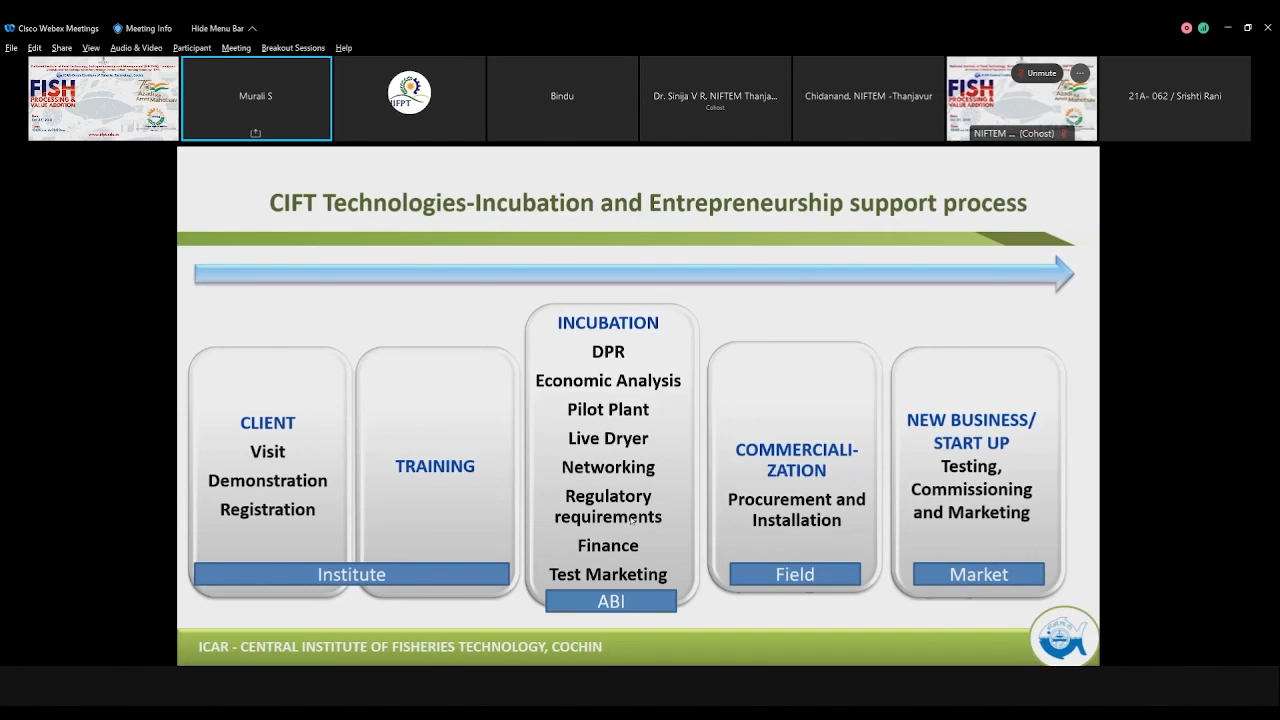 Cisco Webex Meetings
Meeting Info
Hide Menu Bar
File Edit Share View Audio & Video Participant Meeting Breakout Sessions Help
FISH
PROCESSING &
VALUE ADDITION
Murali S
Bindu
Dr. Sinija V R, NIFTEM Thanja...
Cohost
Chidanand. NIFTEM -Thanjavur
Unmute
FISH
PROCESSING &
VALUE ADDITION
NIFTEM ... (Cohost)
21A- 062 / Srishti Rani
CIFT Technologies-Incubation and Entrepreneurship support process
CLIENT
Visit
Demonstration
Registration
TRAINING
Institute
INCUBATION
DPR
Economic Analysis
Pilot Plant
Live Dryer
Networking
Regulatory
requirements
Finance
Test Marketing
ABI
COMMERCIALI-
ZATION
Procurement and
Installation
Field
NEW BUSINESS/
START UP
Testing,
Commissioning
and Marketing
Market
ICAR - CENTRAL INSTITUTE OF FISHERIES TECHNOLOGY, COCHIN